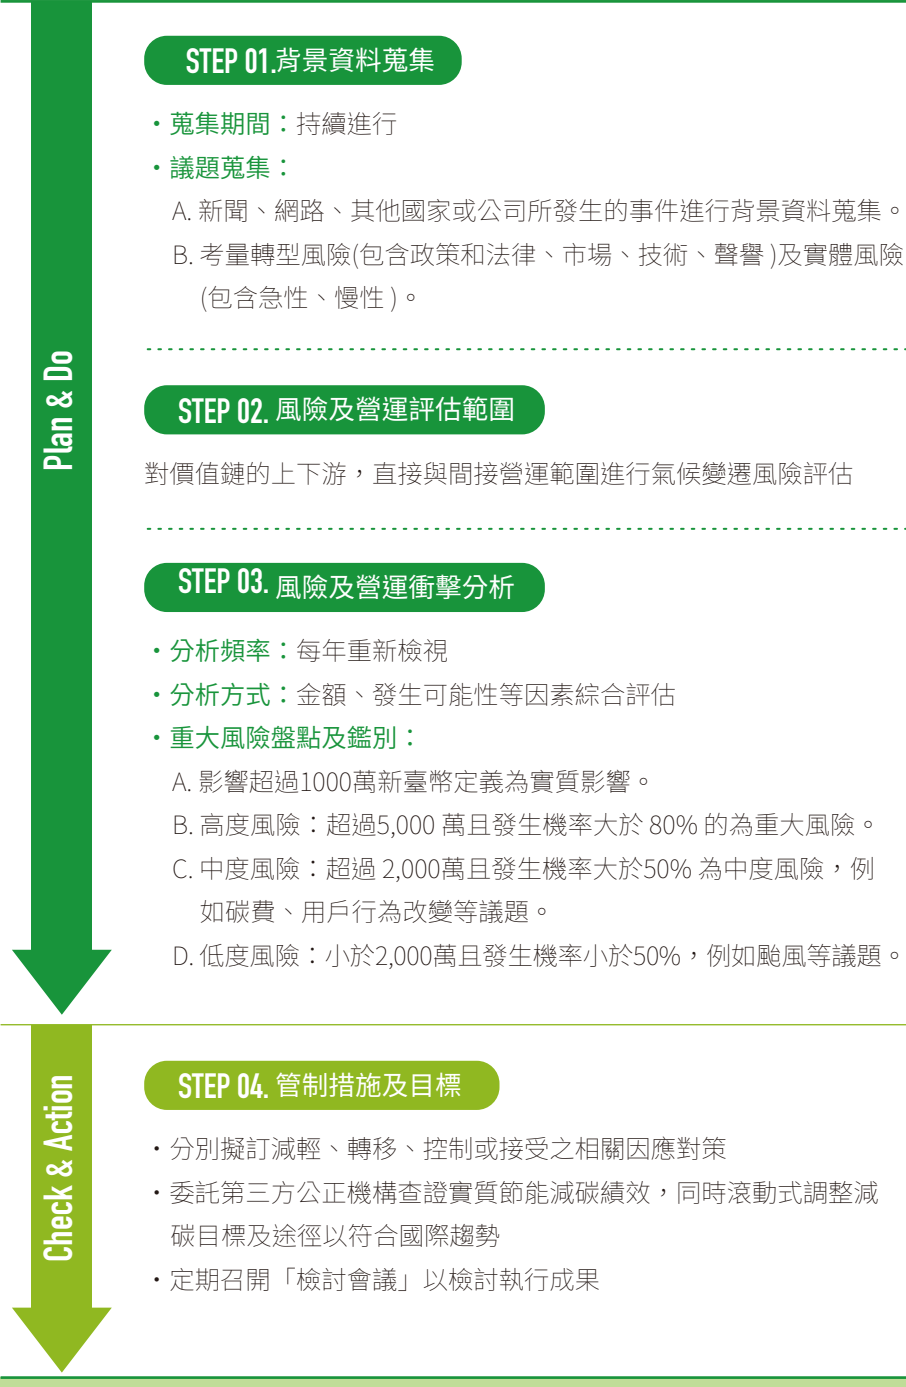 Plan & Do
STEP 01.背景資料蒐集
・蒐集期間：持續進行
・議題蒐集：
A. 新聞、網路、其他國家或公司所發生的事件進行背景資料蒐集。
B. 考量轉型風險(包含政策和法律、市場、技術、聲譽 )及實體風險
(包含急性、慢性 )。
STEP 02. 風險及營運評估範圍
對價值鏈的上下游，直接與間接營運範圍進行氣候變遷風險評估
STEP 03. 風險及營運衝擊分析
・分析頻率：每年重新檢視
・分析方式：金額、發生可能性等因素綜合評估
・重大風險盤點及鑑別：
A. 影響超過1000萬新臺幣定義為實質影響。
B. 高度風險：超過5,000 萬且發生機率大於 80% 的為重大風險。
C. 中度風險：超過 2,000萬且發生機率大於50% 為中度風險，例
如碳費、用戶行為改變等議題。
D. 低度風險：小於2,000萬且發生機率小於50%，例如颱風等議題。
Check & Action
STEP 04. 管制措施及目標
・分別擬訂減輕、轉移、控制或接受之相關因應對策
・委託第三方公正機構查證實質節能減碳績效，同時滾動式調整減
碳目標及途徑以符合國際趨勢
・定期召開「檢討會議」以檢討執行成果